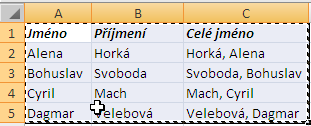 A B C
1 Jméno Příjmení Celé jméno
2 Alena Horká Horká, Alena
3 Bohuslav Svoboda Svoboda, Bohuslav
4 Cyril Mach Mach, Cyril
5 Dagmar Velebová Velebová, Dagmar